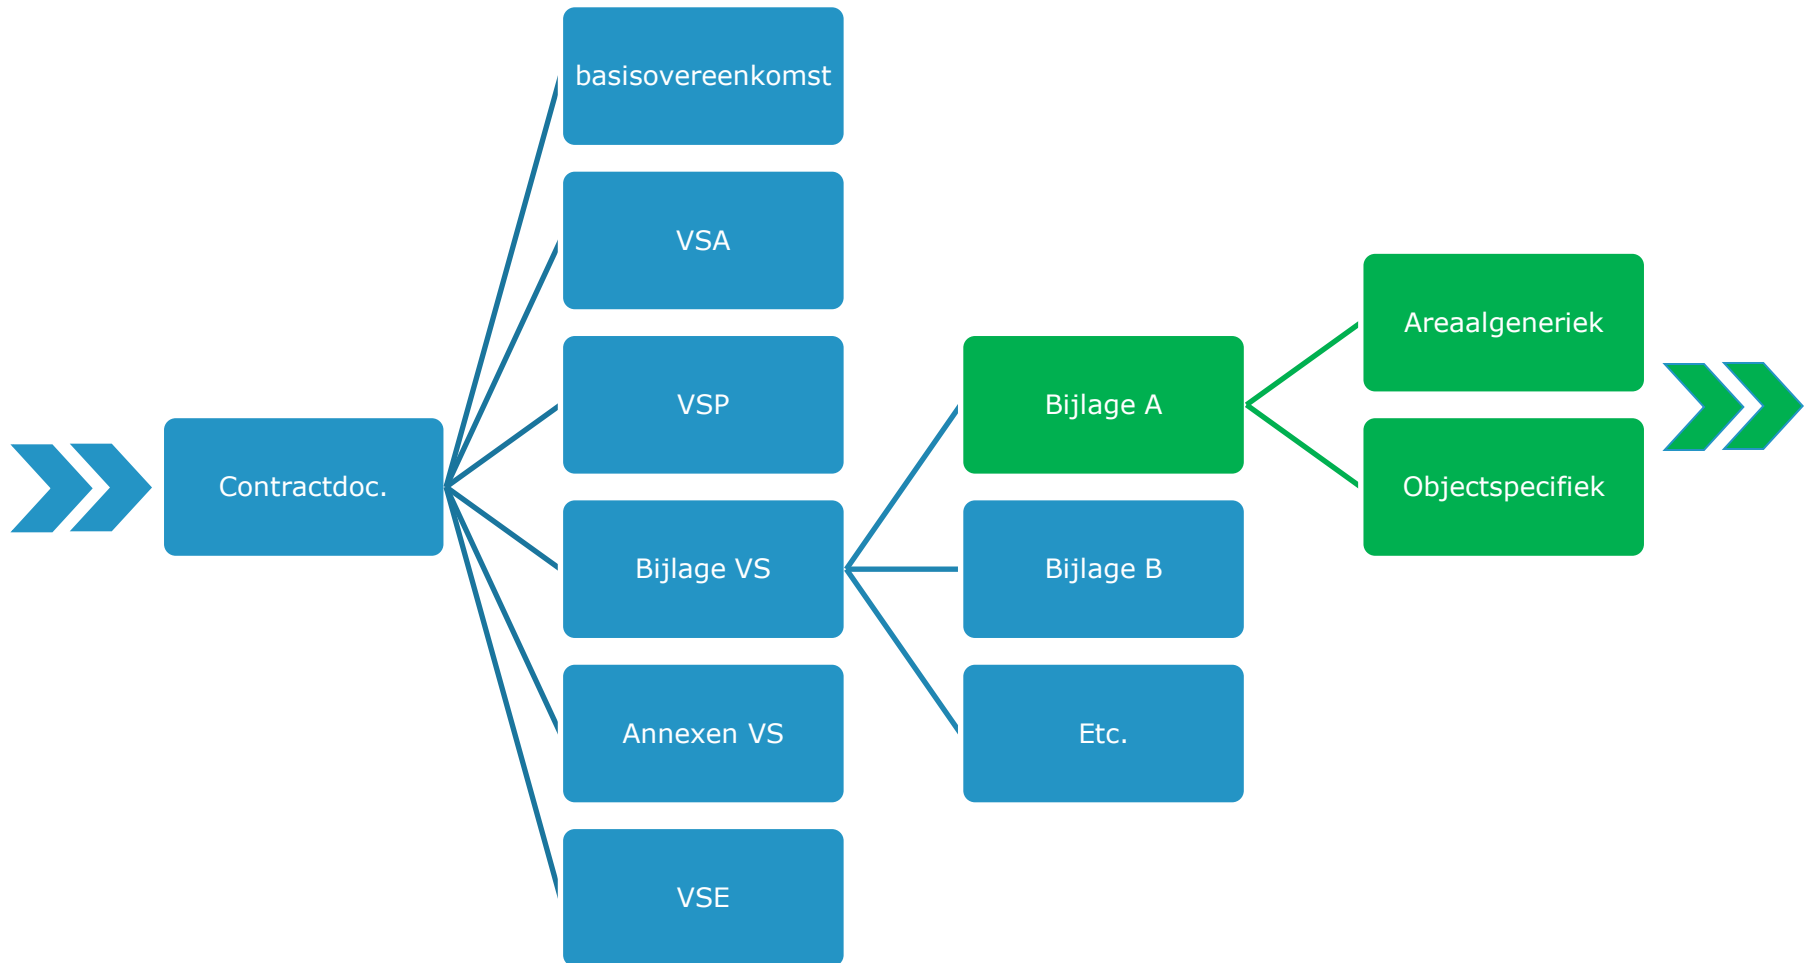 basisovereenkomst
VSA
VSP
Contractdoc.
Bijlage VS
Annexen VS
VSE
Bijlage A
Bijlage B
Etc.
Areaalgeneriek
Objectspecifiek